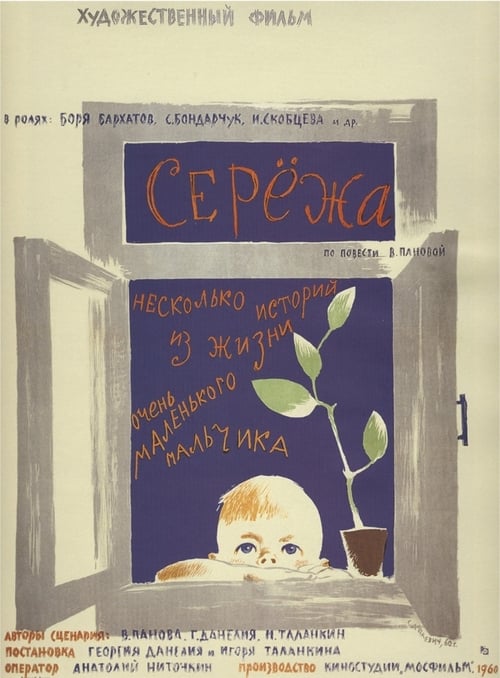 ХУДОЖЕСТВЕННЫЙ ФИЛЬМ
В РОЛЯХ: БОРЯ БАРХАТОВ, С. БОНДАРЧУК, И. СКОБЦЕВА И ДР.
СЕРЁЖА
ПО ПОВЕСТИ В. ПАНОВОЙ
НЕСКОЛЬКО ИСТОРИЙ
ИЗ ЖИЗНИ
ОЧЕНЬ
МАЛЕНЬКОГО
МАЛЬЧИКА
АВТОРЫ СЦЕНАРИЯ: В. ПАНОВА, Г. ДАНЕЛИЯ, И. ТАЛАНКИН
ПОСТАНОВКА ГЕОРГИЯ ДАНЕЛИЯ И ИГОРЯ ТАЛАНКИНА
ОПЕРАТОР АНАТОЛИЙ НИТОЧКИН ПРОИЗВОДСТВО КИНОСТУДИИ „МОСФИЛЬМ", 1960